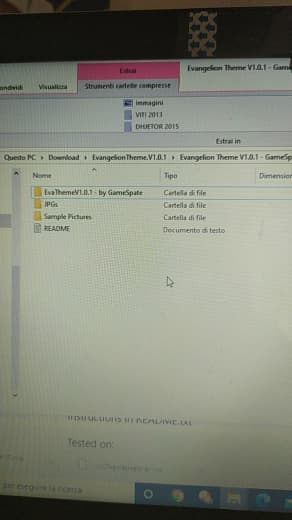 Estrai
Evangelion Theme V1.0.1 - Game
ondividi
Visualizza
Strumenti cartelle compresse
immagini
VITI 2013
DHJETOR 2015
Estrai in
Questo PC > Download > EvangelionTheme.V1.0.1 > Evangelion Theme V1.0.1 - GameSp
Nome
Tipo
Dimension
EvaThemeV1.0.1 - by GameSpate
Cartella di file
JPGs
Cartella di file
Sample Pictures
Cartella di file
README
Documento di testo
Instructions in README.txt
Tested on:
per eseguire la ricerca